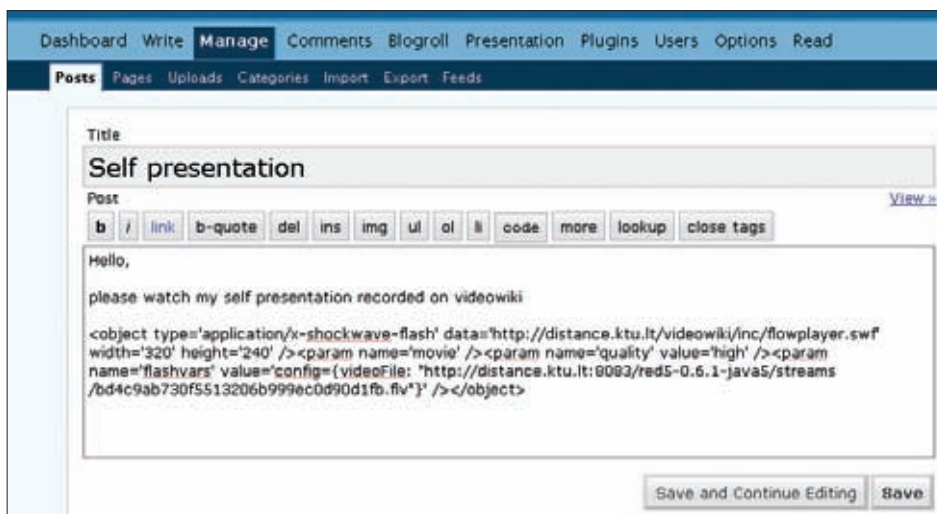 Dashboard Write Manage Comments Blogroll Presentation Plugins Users Options Read
Posts Pages Uploads Categories Import Export Feeds
Title
Self presentation
Post
View »
b i link b-quote del ins img ul ol li code more lookup close tags
Hello,
please watch my self presentation recorded on videowiki
<object type='application/x-shockwave-flash' data='http://distance.ktu.lt/videowiki/inc/flowplayer.swf'
width='320' height='240' /><param name='movie' /><param name='quality' value='high' /><param
name='flashvars' value='config={videoFile: "http://distance.ktu.lt:8083/red5-0.6.1-java5/streams
/bd4c9ab730f5513206b999ec0d90d1fb.flv"}' /></object>
Save and Continue Editing
Save